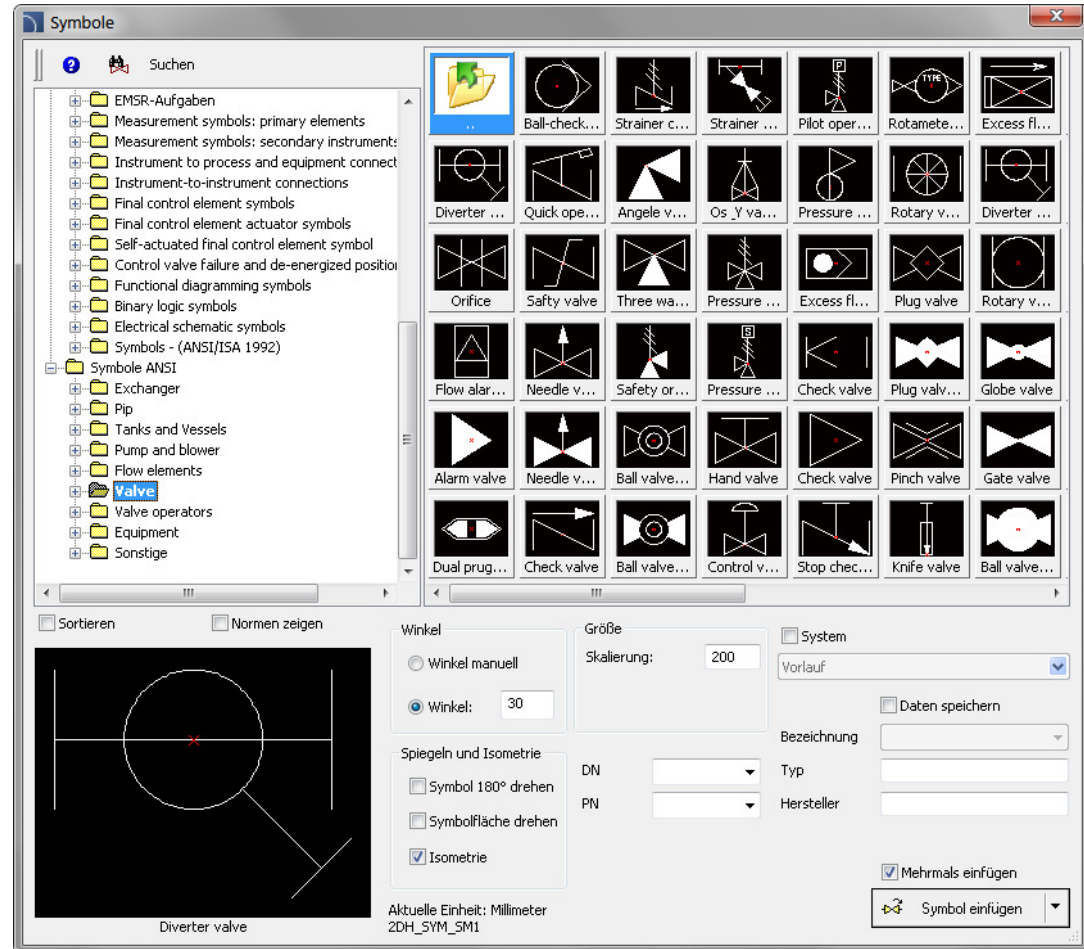 Symbole
Suchen
EMSR-Aufgaben
Measurement symbols: primary elements
Measurement symbols: secondary instruments
Instrument to process and equipment connect
Instrument-to-instrument connections
Final control element symbols
Final control element actuator symbols
Self-actuated final control element symbol
Control valve failure and de-energized position
Functional diagramming symbols
Binary logic symbols
Electrical schematic symbols
Symbols - (ANSI/ISA 1992)
Symbole ANSI
Exchanger
Pip
Tanks and Vessels
Pump and blower
Flow elements
Valve
Valve operators
Equipment
Sonstige
P
TYPE
.. Ball-check... Strainer c... Strainer ... Pilot oper... Rotamete... Excess fl...
Diverter ... Quick ope... Angele v... Os _Y va... Pressure ... Rotary v... Diverter ...
Orifice Safty valve Three wa... Pressure ... Excess fl... Plug valve Rotary v...
S
Flow alar... Needle v... Safety or... Pressure ... Check valve Plug valv... Globe valve
Alarm valve Needle v... Ball valve... Hand valve Check valve Pinch valve Gate valve
Dual prug... Check valve Ball valve... Control v... Stop chec... Knife valve Ball valve...
Sortieren
Normen zeigen
Diverter valve
Winkel
Winkel manuell
Winkel: 30
Spiegeln und Isometrie
Symbol 180° drehen
Symbolfläche drehen
Isometrie
Aktuelle Einheit: Millimeter
2DH_SYM_SM1
Größe
Skalierung: 200
DN
PN
System
Vorlauf
Daten speichern
Bezeichnung
Typ
Hersteller
Mehrmals einfügen
Symbol einfügen